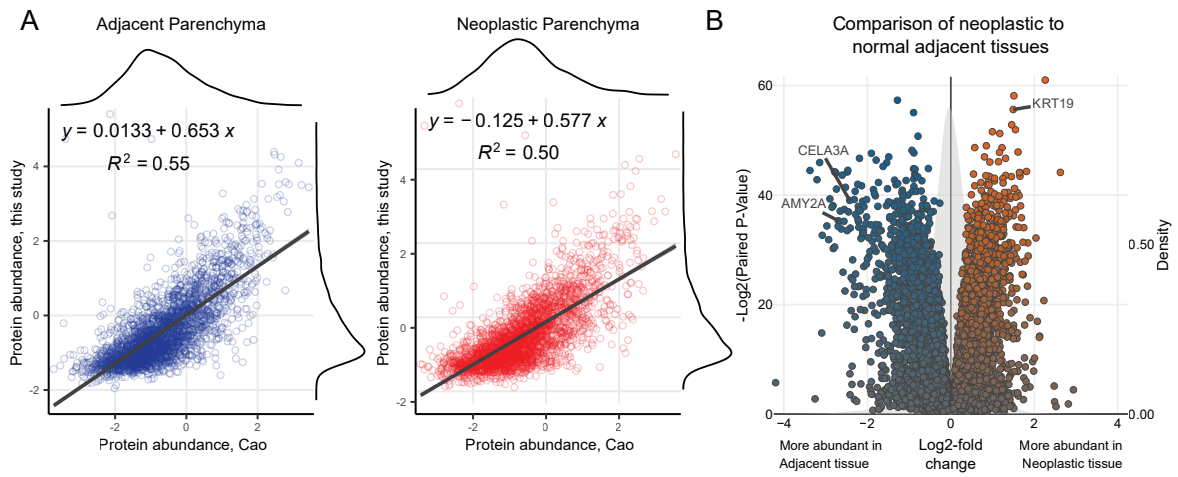 A
Adjacent Parenchyma
y = 0.0133 + 0.653 x
R² = 0.55
Protein abundance, this study
4
2
0
-2
-2
0
2
Protein abundance, Cao
Neoplastic Parenchyma
y = − 0.125 + 0.577 x
R² = 0.50
Protein abundance, this study
4
2
0
-2
-2
0
2
Protein abundance, Cao
B
Comparison of neoplastic to
normal adjacent tissues
-Log2(Paired P-Value)
60
40
20
0
KRT19
CELA3A
AMY2A
0.50
0.00
Density
−4
−2
0
2
4
More abundant in
Adjacent tissue
Log2-fold
change
More abundant in
Neoplastic tissue